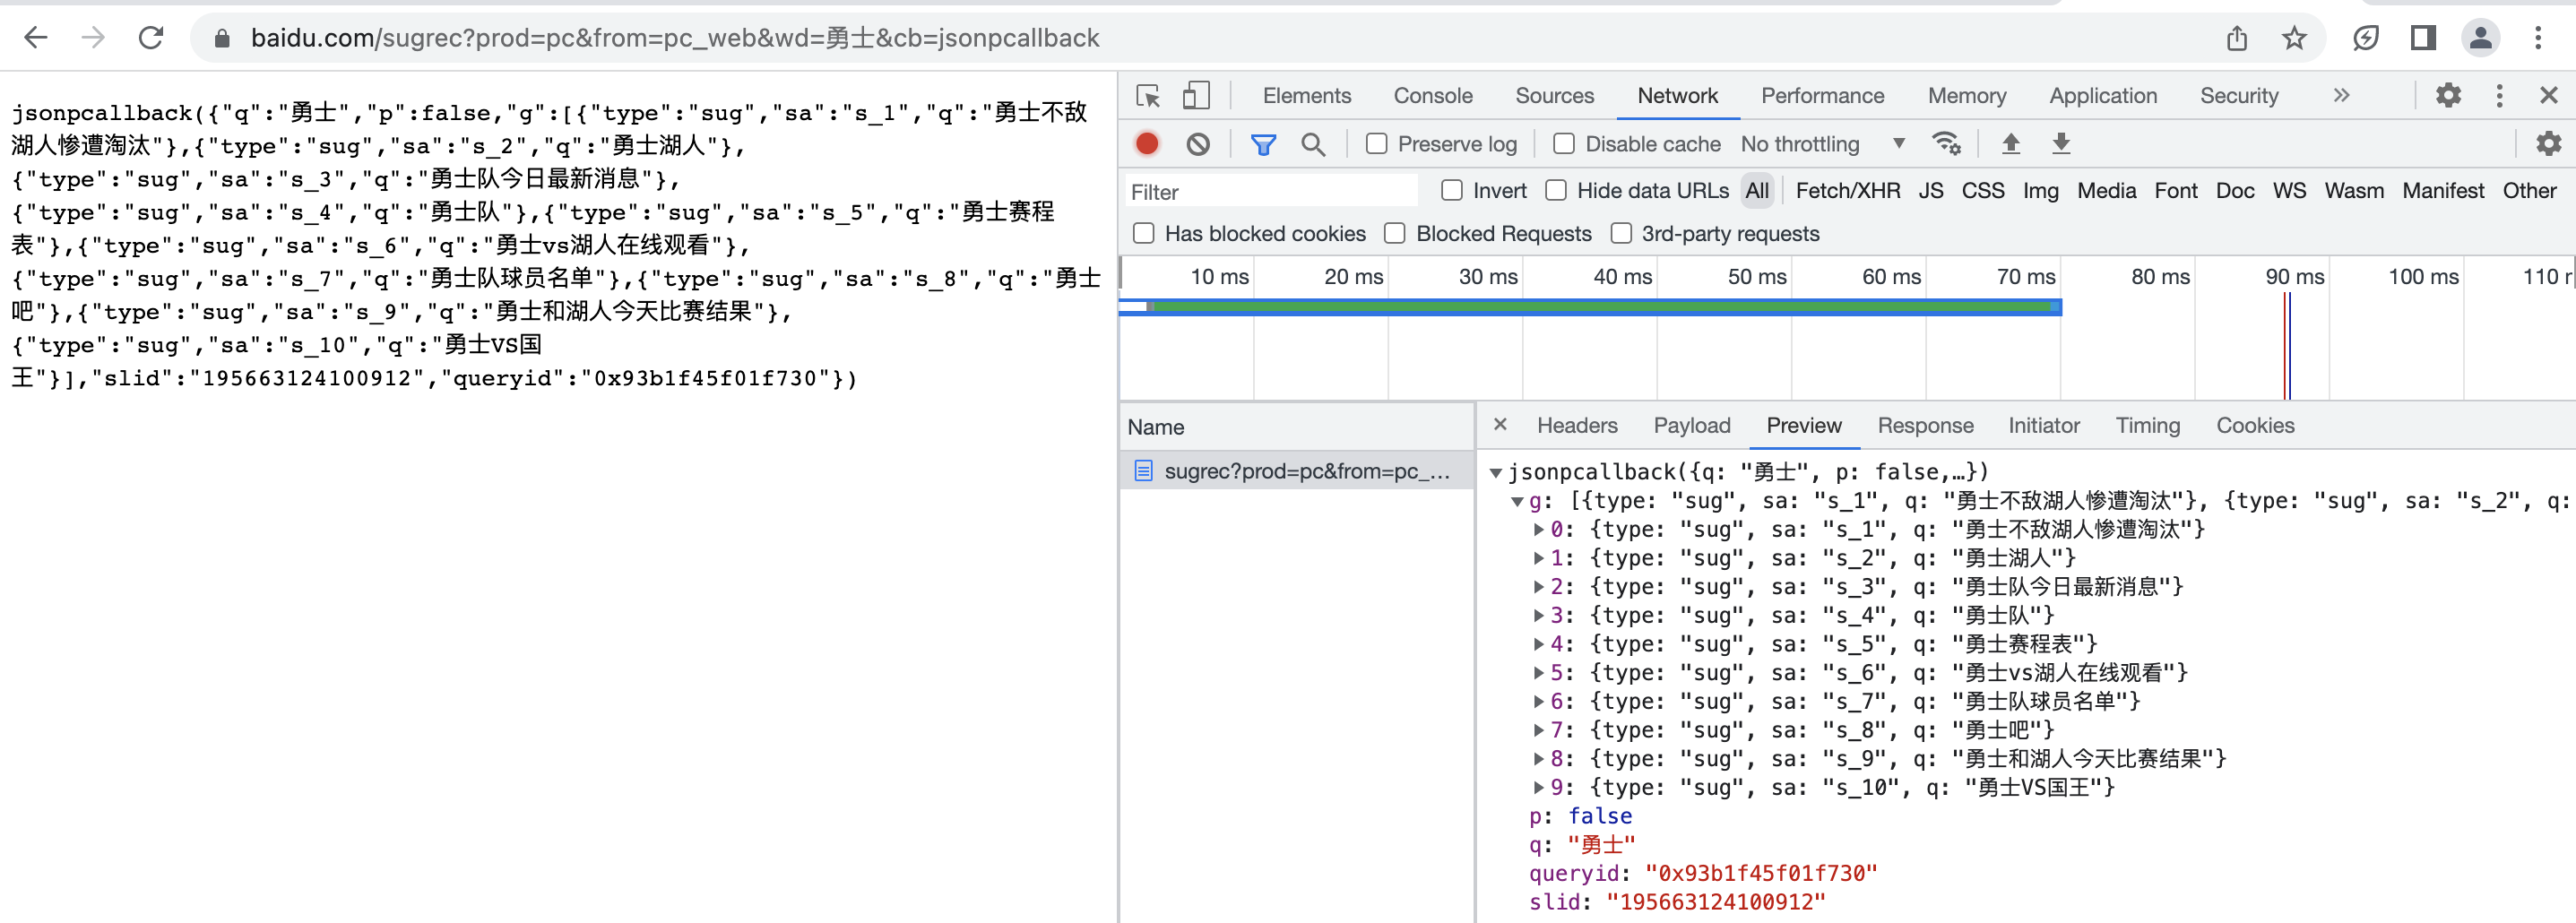 baidu.com/sugrec?prod=pc&from=pc_web&wd=勇士&cb=jsonpcallback
jsonpcallback({"q":"勇士","p":false,"g":[{"type":"sug","sa":"s_1","q":"勇士不敌
湖人惨遭淘汰"},{"type":"sug","sa":"s_2","q":"勇士湖人"},
{"type":"sug","sa":"s_3","q":"勇士队今日最新消息"},
{"type":"sug","sa":"s_4","q":"勇士队"},{"type":"sug","sa":"s_5","q":"勇士赛程
表"},{"type":"sug","sa":"s_6","q":"勇士vs湖人在线观看"},
{"type":"sug","sa":"s_7","q":"勇士队球员名单"},{"type":"sug","sa":"s_8","q":"勇士
吧"},{"type":"sug","sa":"s_9","q":"勇士和湖人今天比赛结果"},
{"type":"sug","sa":"s_10","q":"勇士VS国
王"}],"slid":"195663124100912","queryid":"0x93b1f45f01f730"})
Elements Console Sources Network Performance Memory Application Security
Preserve log Disable cache No throttling
Filter Invert Hide data URLs All Fetch/XHR JS CSS Img Media Font Doc WS Wasm Manifest Other
Has blocked cookies Blocked Requests 3rd-party requests
10 ms 20 ms 30 ms 40 ms 50 ms 60 ms 70 ms 80 ms 90 ms 100 ms 110 r
Name
sugrec?prod=pc&from=pc_...
Headers Payload Preview Response Initiator Timing Cookies
jsonpcallback({q: "勇士", p: false,…})
g: [{type: "sug", sa: "s_1", q: "勇士不敌湖人惨遭淘汰"}, {type: "sug", sa: "s_2", q:
0: {type: "sug", sa: "s_1", q: "勇士不敌湖人惨遭淘汰"}
1: {type: "sug", sa: "s_2", q: "勇士湖人"}
2: {type: "sug", sa: "s_3", q: "勇士队今日最新消息"}
3: {type: "sug", sa: "s_4", q: "勇士队"}
4: {type: "sug", sa: "s_5", q: "勇士赛程表"}
5: {type: "sug", sa: "s_6", q: "勇士vs湖人在线观看"}
6: {type: "sug", sa: "s_7", q: "勇士队球员名单"}
7: {type: "sug", sa: "s_8", q: "勇士吧"}
8: {type: "sug", sa: "s_9", q: "勇士和湖人今天比赛结果"}
9: {type: "sug", sa: "s_10", q: "勇士VS国王"}
p: false
q: "勇士"
queryid: "0x93b1f45f01f730"
slid: "195663124100912"